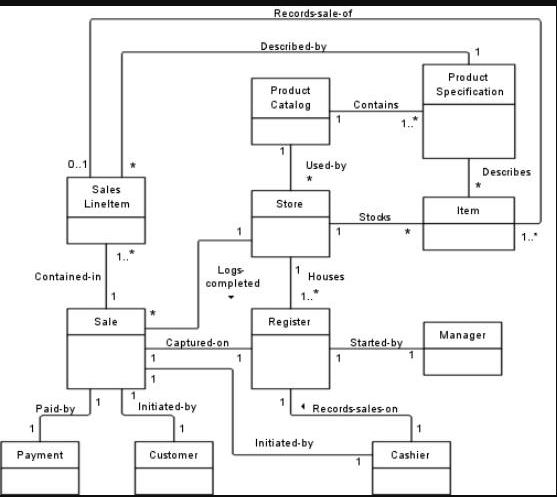 Records-sale-of
Described-by
1
Product
Catalog
Product
Specification
Contains
1
1..*
1
Used-by
*
Describes
*
0..1
*
Sales
LineItem
Store
Item
Stocks
1
1
*
1..*
1..*
Contained-in
1
Logs-
completed
1
Houses
1..*
*
Sale
Register
Manager
Captured-on
1
1
Started-by
1
1
1
1
1
1
Paid-by
Initiated-by
Records-sales-on
1
1
1
Initiated-by
1
Payment
Customer
Cashier